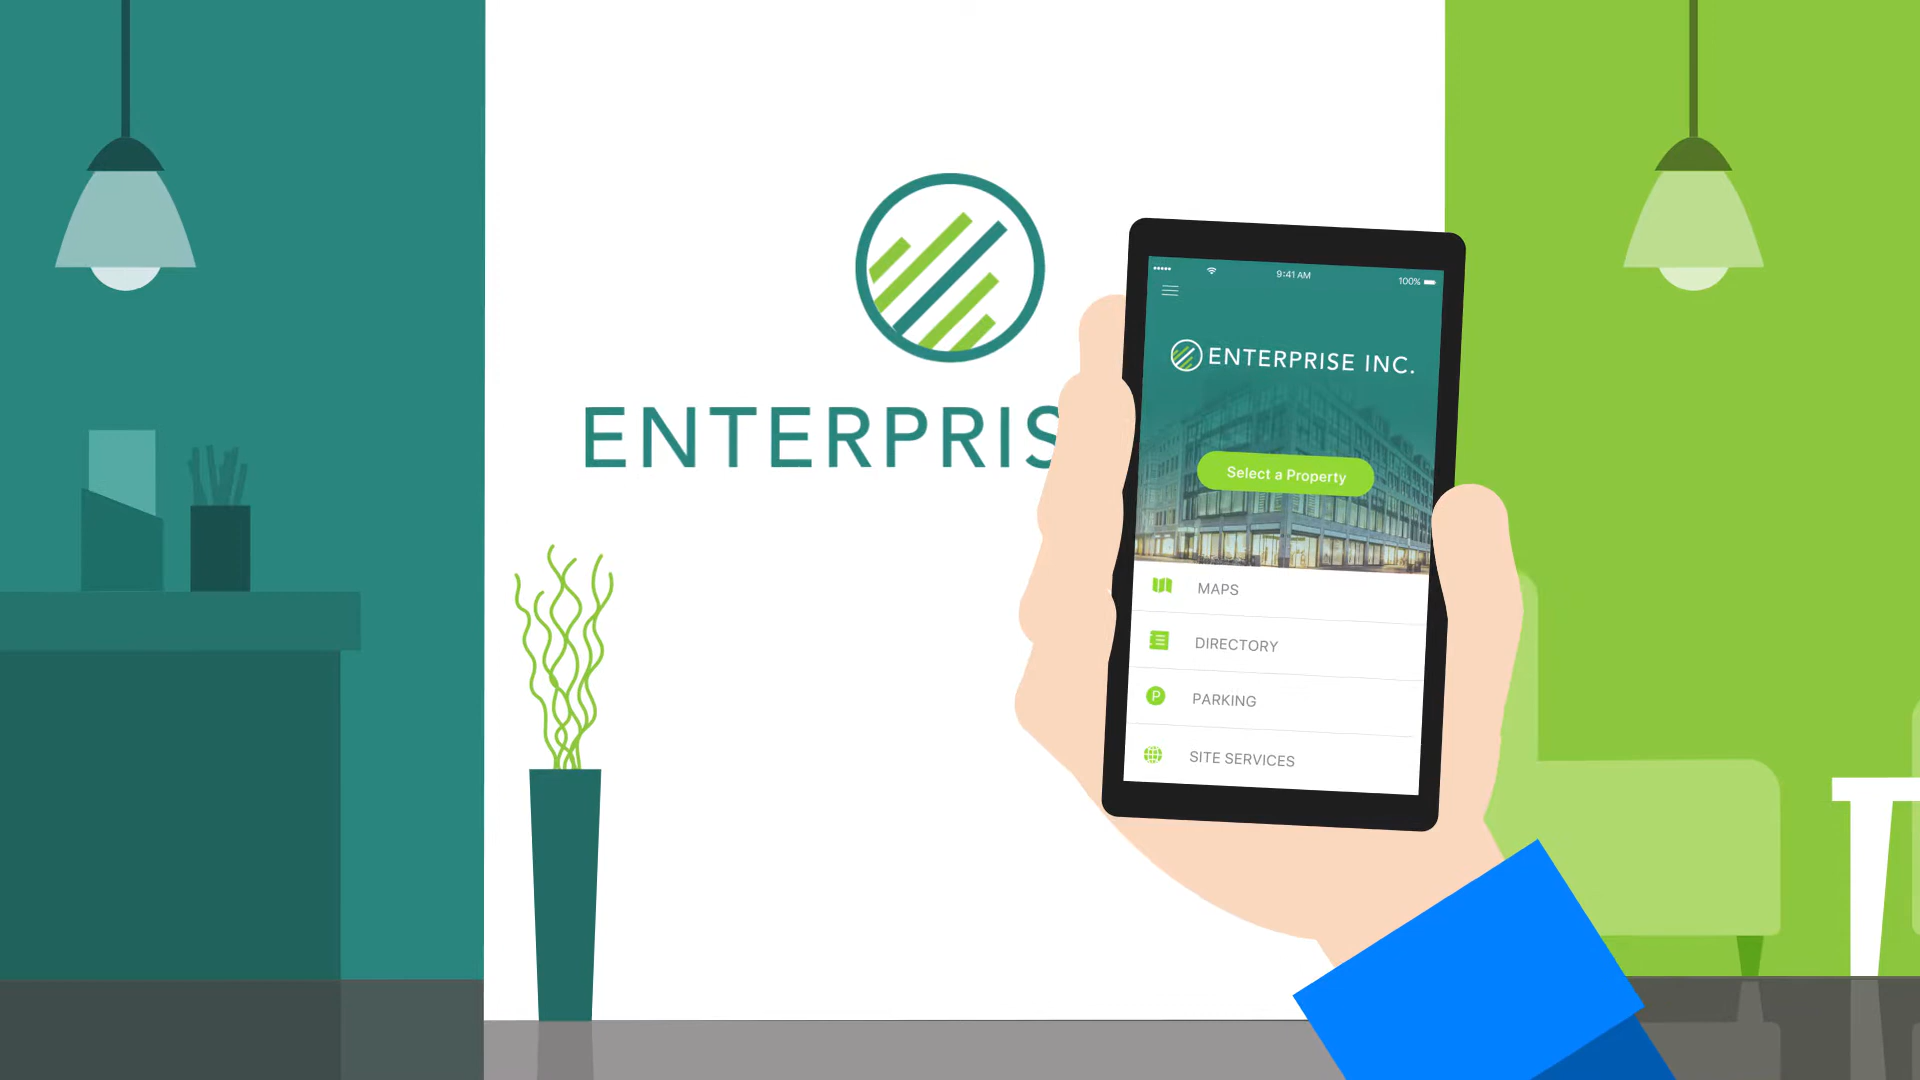 ENTERPRIS
9:41 AM
100%
ENTERPRISE INC.
Select a Property
MAPS
DIRECTORY
P
PARKING
SITE SERVICES